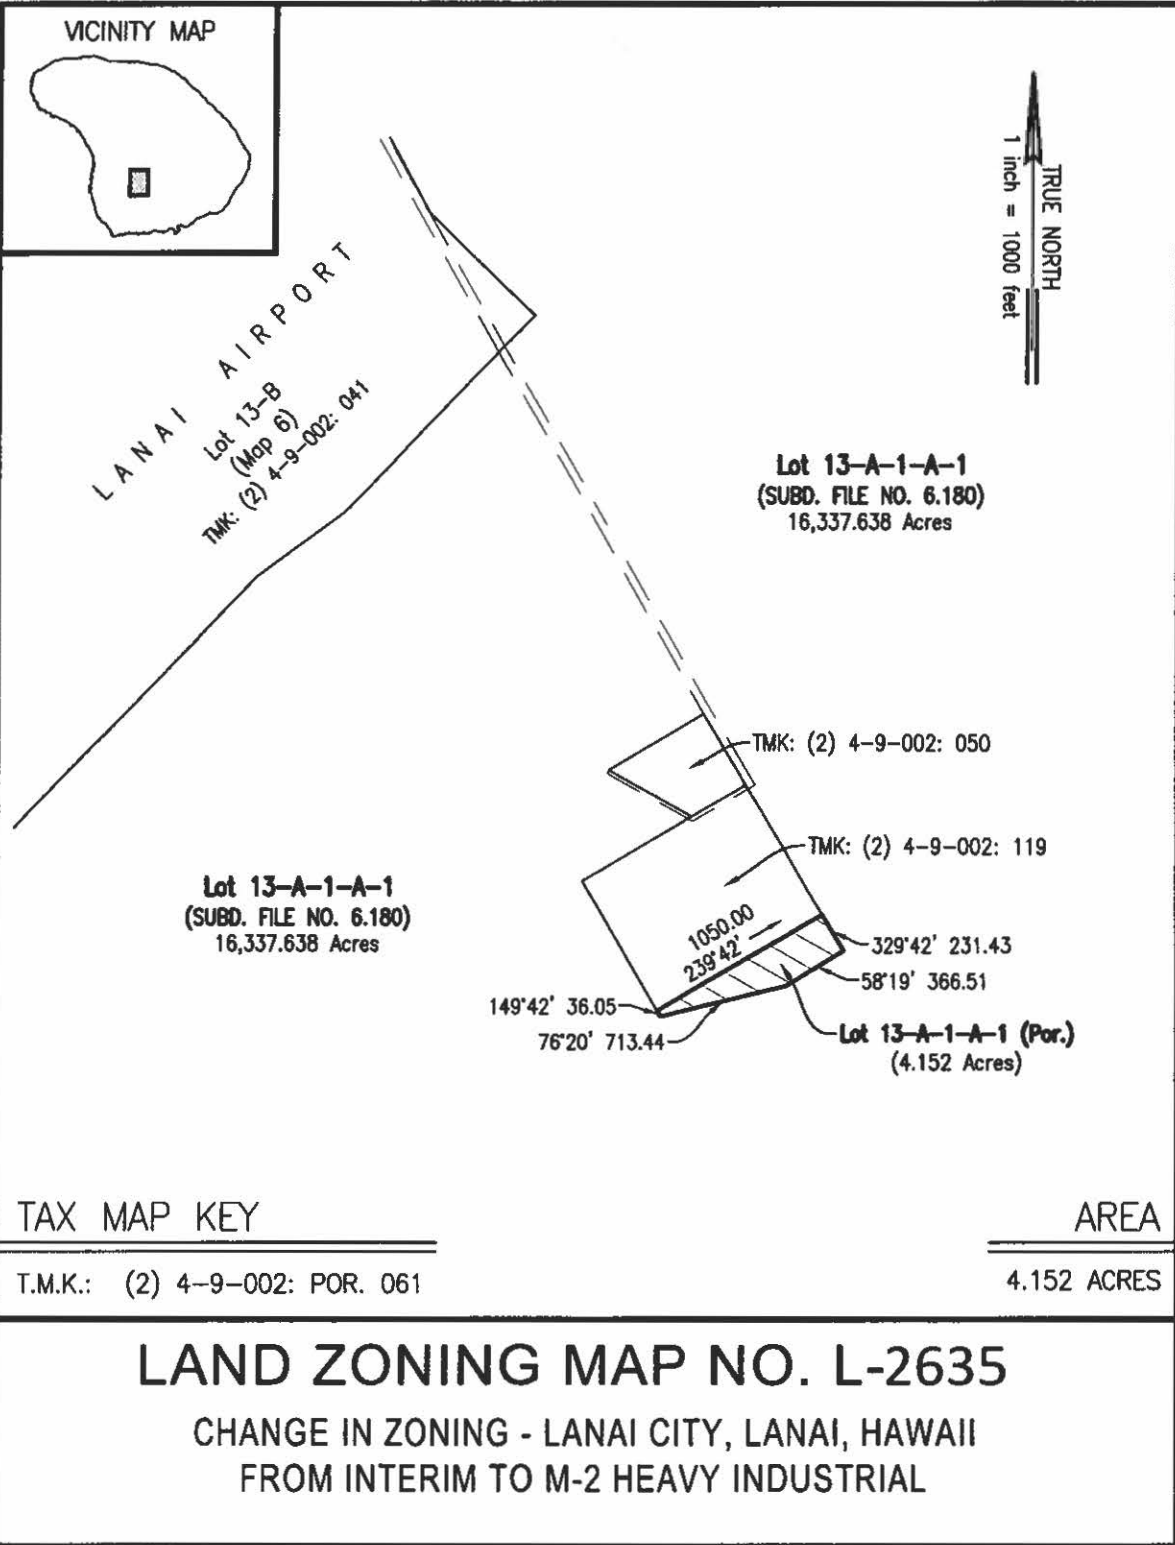 VICINITY MAP
TRUE NORTH
1 inch = 1000 feet
LANAI AIRPORT
Lot 13-B
(Map 6)
TMK: (2) 4-9-002: 041
Lot 13-A-1-A-1
(SUBD. FILE NO. 6.180)
16,337.638 Acres
TMK: (2) 4-9-002: 050
TMK: (2) 4-9-002: 119
Lot 13-A-1-A-1
(SUBD. FILE NO. 6.180)
16,337.638 Acres
1050.00
239°42'
329°42' 231.43
58°19' 366.51
149°42' 36.05
76°20' 713.44
Lot 13-A-1-A-1 (Por.)
(4.152 Acres)
TAX MAP KEY
AREA
T.M.K.: (2) 4-9-002: POR. 061
4.152 ACRES
LAND ZONING MAP NO. L-2635
CHANGE IN ZONING - LANAI CITY, LANAI, HAWAII
FROM INTERIM TO M-2 HEAVY INDUSTRIAL